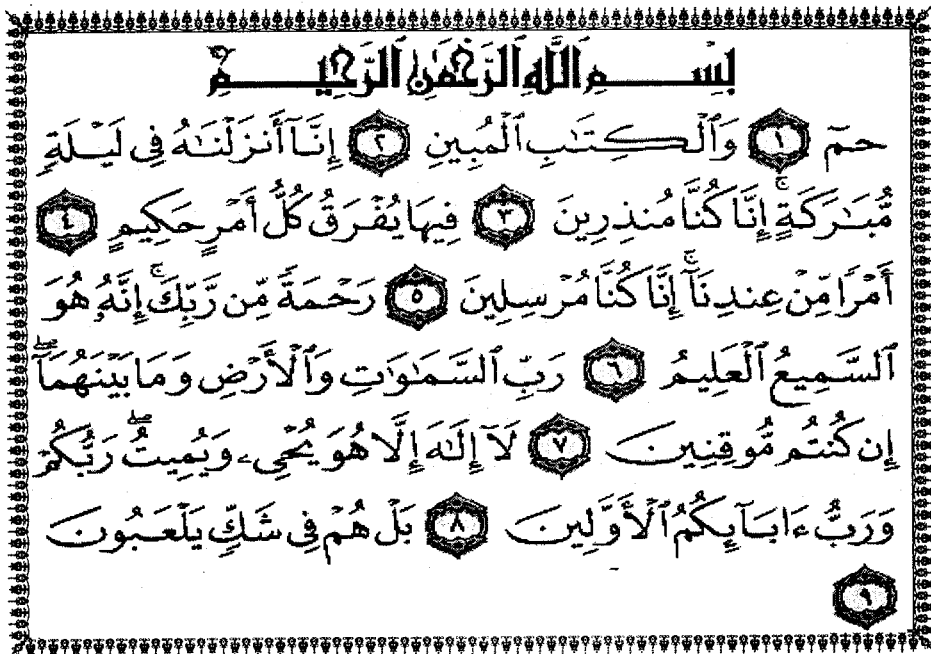 بِسْمِ ٱللَّهِ ٱلرَّحْمَٰنِ ٱلرَّحِيمِ
حمٓ ١ وَٱلْكِتَٰبِ ٱلْمُبِينِ ٢ إِنَّآ أَنزَلْنَٰهُ فِى لَيْلَةٍ
مُّبَٰرَكَةٍ ۚ إِنَّا كُنَّا مُنذِرِينَ ٣ فِيهَا يُفْرَقُ كُلُّ أَمْرٍ حَكِيمٍ ٤
أَمْرًا مِّنْ عِندِنَآ ۚ إِنَّا كُنَّا مُرْسِلِينَ ٥ رَحْمَةً مِّن رَّبِّكَ ۚ إِنَّهُۥ هُوَ
ٱلسَّمِيعُ ٱلْعَلِيمُ ٦ رَبِّ ٱلسَّمَٰوَٰتِ وَٱلْأَرْضِ وَمَا بَيْنَهُمَآ ۖ
إِن كُنتُم مُّوقِنِينَ ٧ لَآ إِلَٰهَ إِلَّا هُوَ يُحْىِۦ وَيُمِيتُ ۖ رَبُّكُمْ
وَرَبُّ ءَابَآئِكُمُ ٱلْأَوَّلِينَ ٨ بَلْ هُمْ فِى شَكٍّ يَلْعَبُونَ
٩